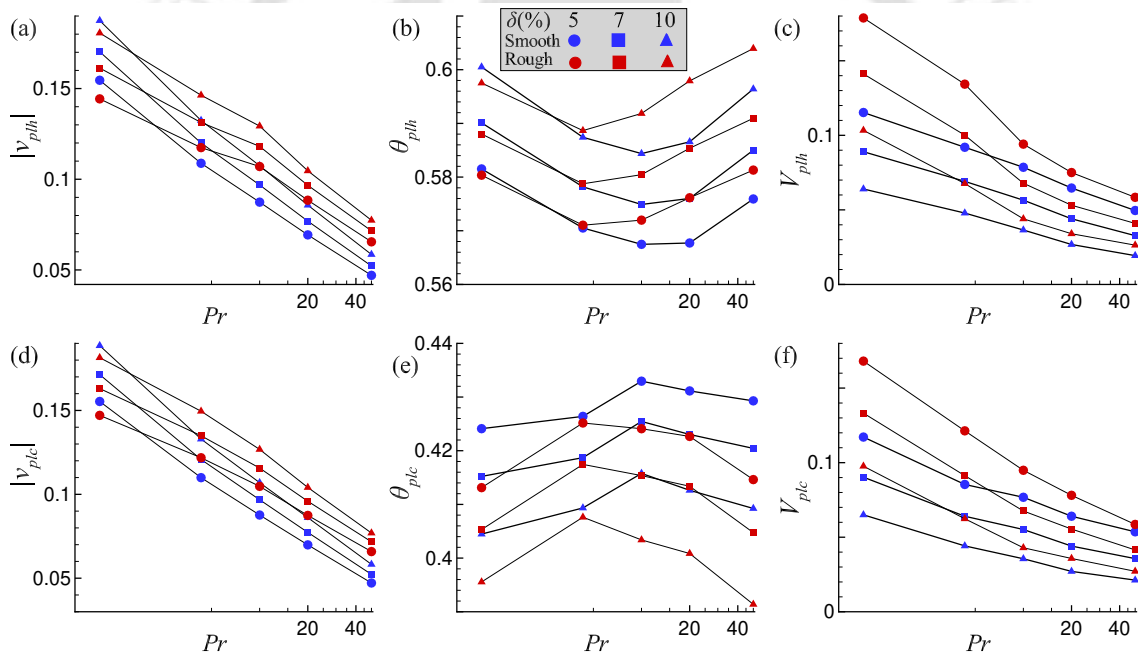 δ(%) 5 7 10
Smooth
Rough
(a)
|v_plh|
0.15
0.1
0.05
Pr
20
40
(b)
θ_plh
0.6
0.58
0.56
Pr
20
40
(c)
V_plh
0.1
0
Pr
20
40
(d)
|v_plc|
0.15
0.1
0.05
Pr
20
40
(e)
θ_plc
0.44
0.42
0.4
Pr
20
40
(f)
V_plc
0.1
0
Pr
20
40